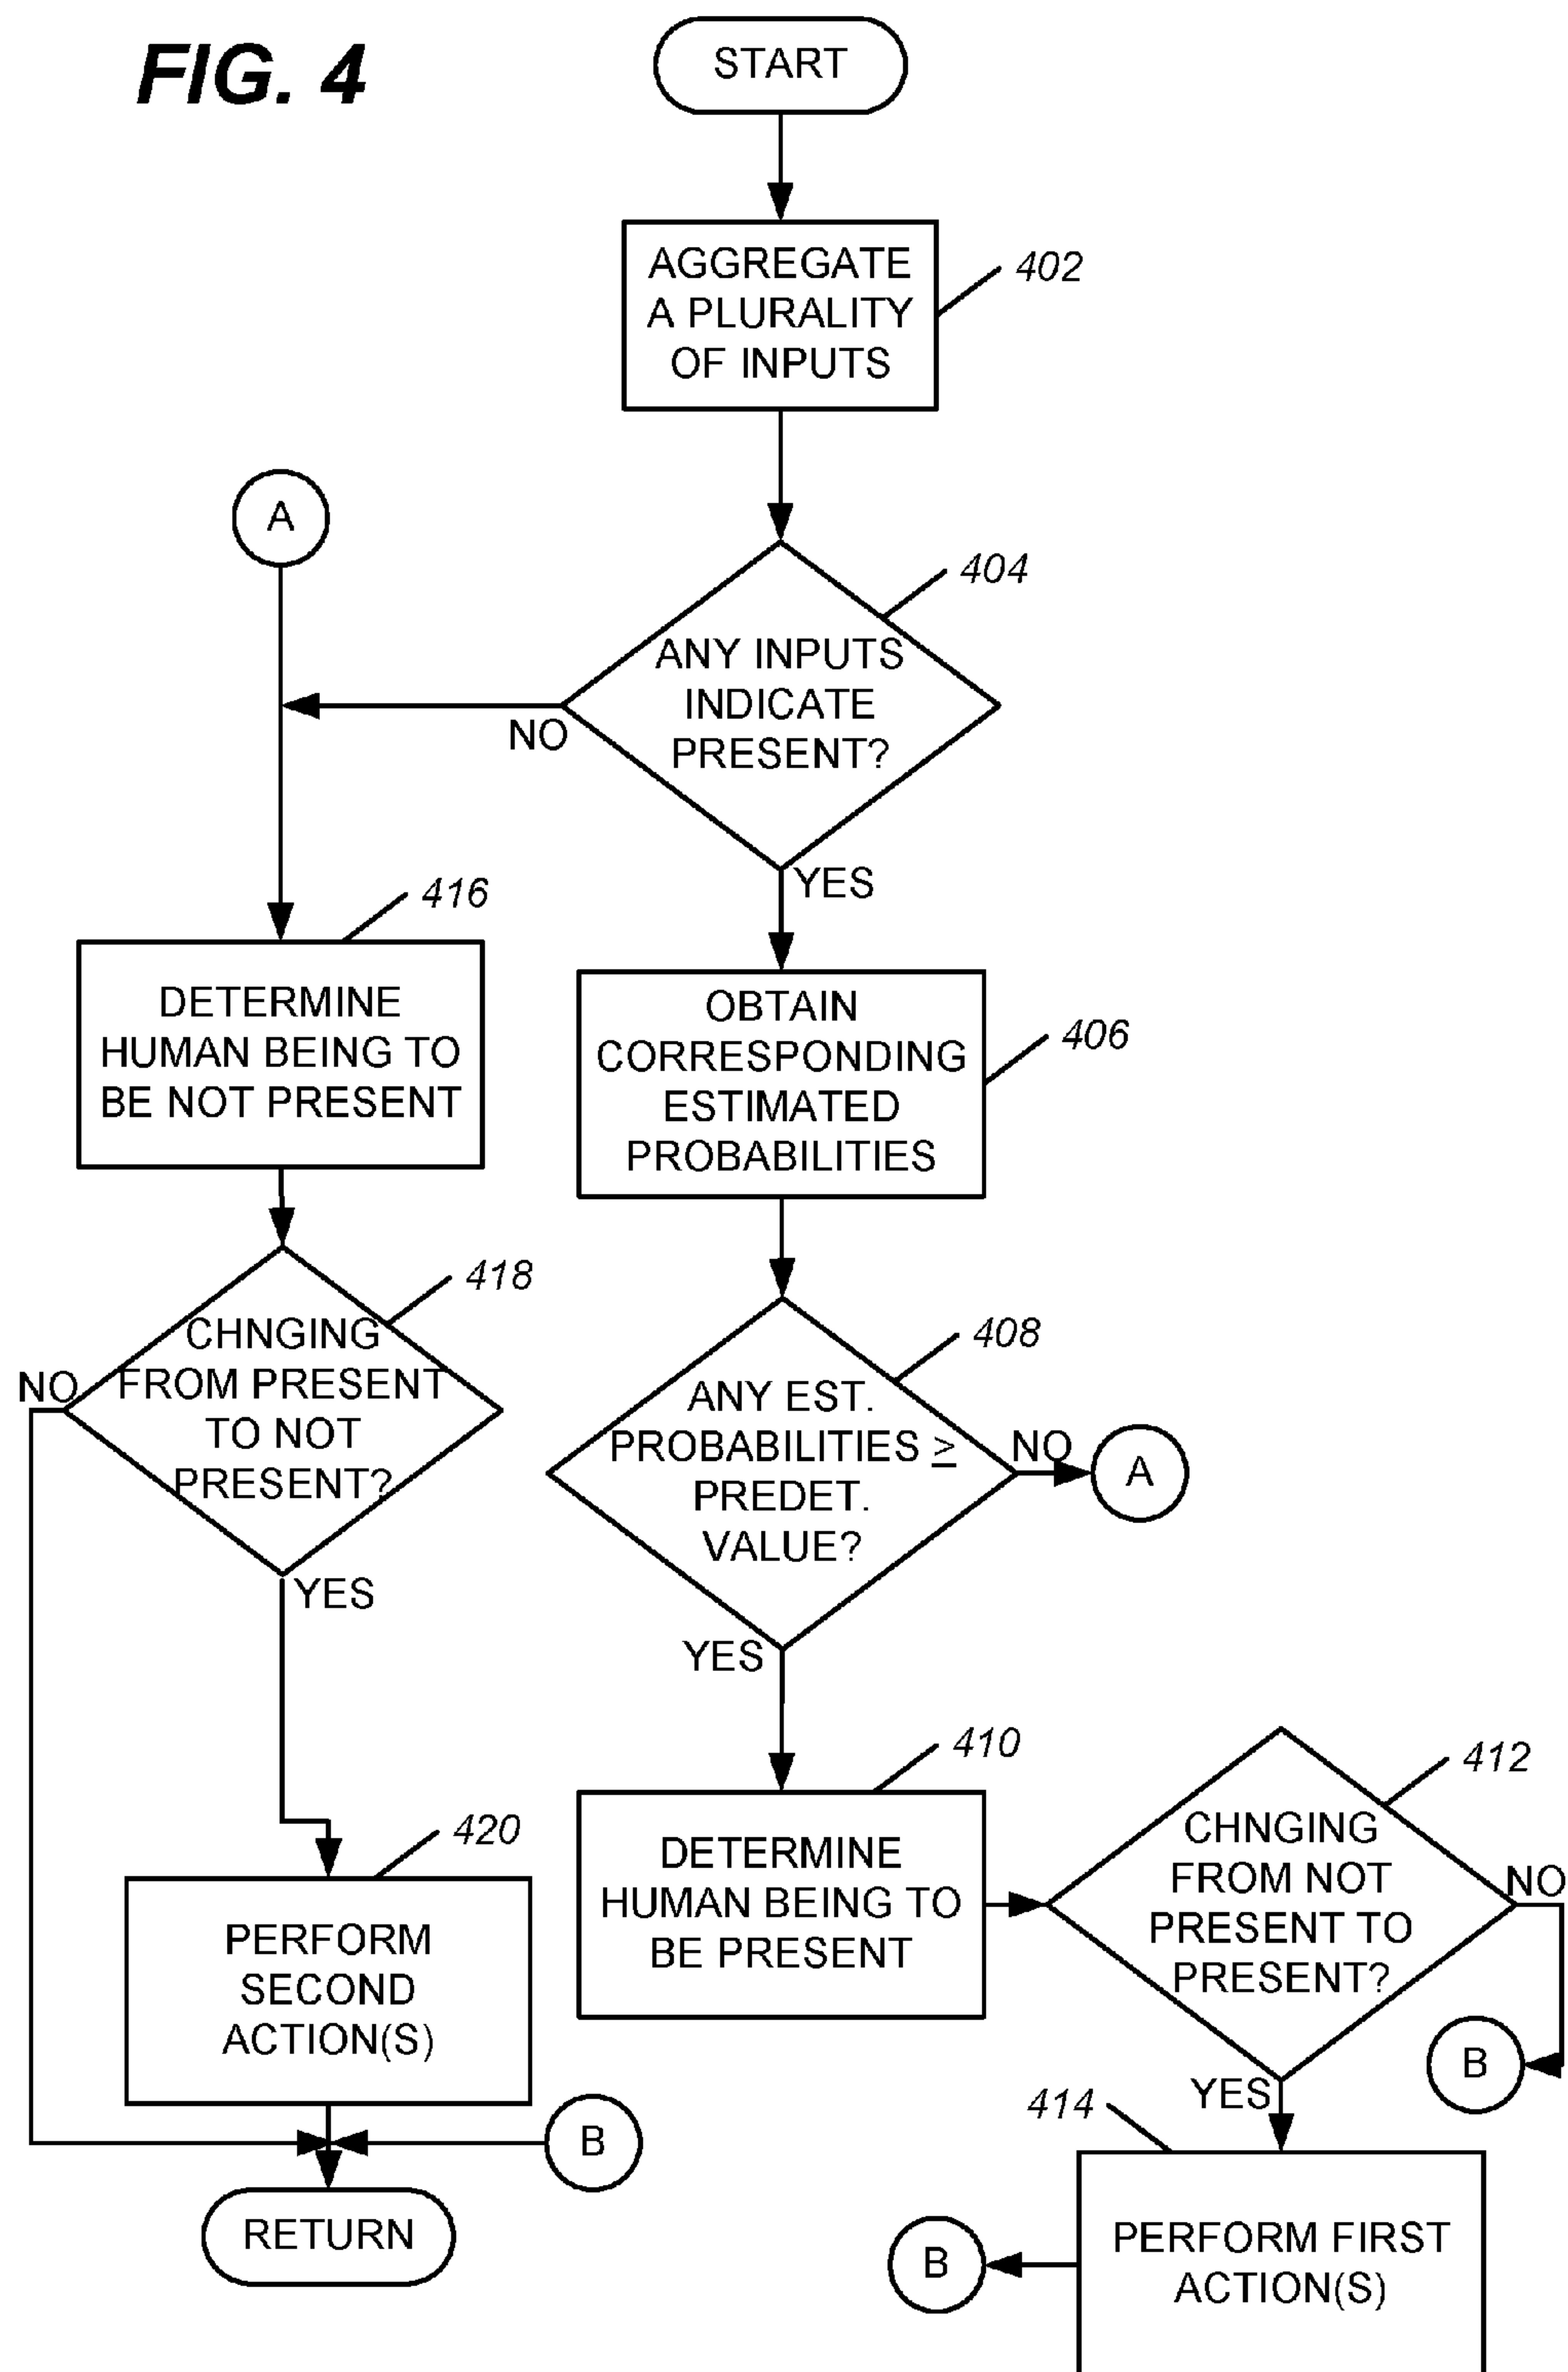 FIG. 4
START
AGGREGATE
A PLURALITY
OF INPUTS
402
A
404
ANY INPUTS
INDICATE
PRESENT?
NO
YES
416
DETERMINE
HUMAN BEING TO
BE NOT PRESENT
OBTAIN
CORRESPONDING
ESTIMATED
PROBABILITIES
406
418
CHNGING
FROM PRESENT
TO NOT
PRESENT?
NO
YES
408
ANY EST.
PROBABILITIES ≥
PREDET.
VALUE?
NO
A
YES
410
DETERMINE
HUMAN BEING TO
BE PRESENT
412
CHNGING
FROM NOT
PRESENT TO
PRESENT?
NO
B
YES
420
PERFORM
SECOND
ACTION(S)
B
RETURN
414
PERFORM FIRST
ACTION(S)
B